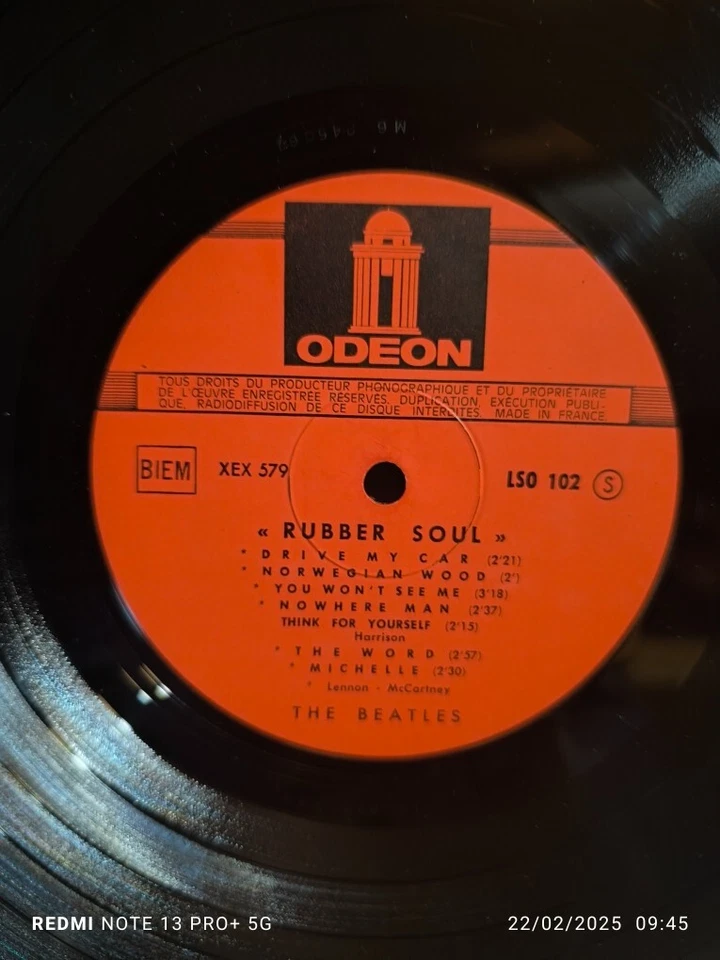 ODEON
TOUS DROITS DU PRODUCTEUR PHONOGRAPHIQUE ET DU PROPRIÉTAIRE
DE L'ŒUVRE ENREGISTRÉE RÉSERVÉS. DUPLICATION, EXÉCUTION PUBLI-
QUE, RADIODIFFUSION DE CE DISQUE INTERDITES. MADE IN FRANCE
BIEM XEX 579 LSO 102 S
« RUBBER SOUL »
* DRIVE MY CAR (2'21)
* NORWEGIAN WOOD (2')
* YOU WON'T SEE ME (3'18)
* NOWHERE MAN (2'37)
THINK FOR YOURSELF (2'15)
Harrison
* THE WORD (2'57)
* MICHELLE (2'30)
* Lennon - McCartney
THE BEATLES
REDMI NOTE 13 PRO+ 5G 22/02/2025 09:45